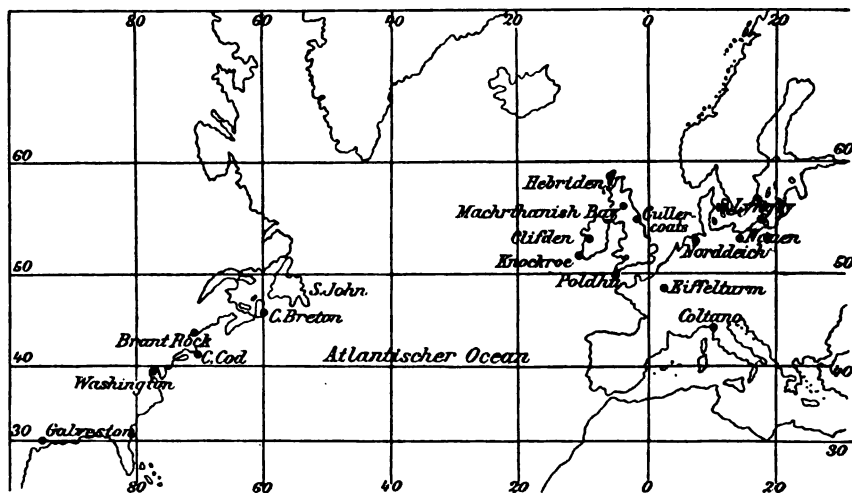 80 60 40 20 0 20
60 60
Hebriden
Machrihanish Bay
Culler-
coats
Lyngby
Clifden
Nauen
Knockroe
Norddeich
50 50
Poldhu
S. John.
Eiffelturm
C. Breton
Coltano
Brant Rock
C. Cod
Atlantischer Ocean
40 40
Washington
30 Galveston 30
80 60 40 20 0 20